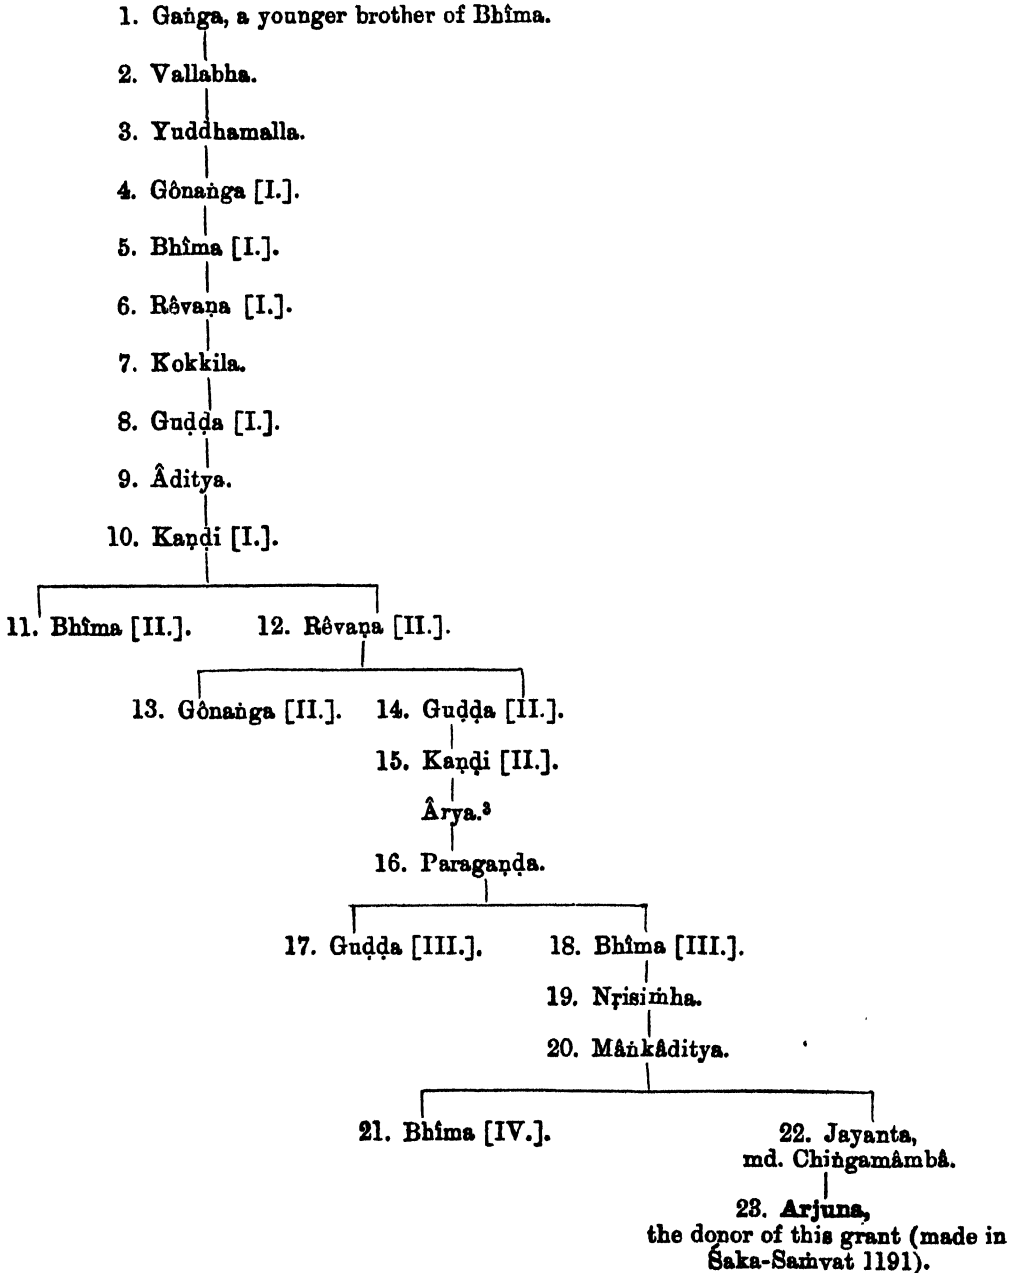 1. Gaṅga, a younger brother of Bhîma.
2. Vallabha.
3. Yuddhamalla.
4. Gônaṅga [I.].
5. Bhîma [I.].
6. Rêvaṇa [I.].
7. Kokkila.
8. Guḍḍa [I.].
9. Âditya.
10. Kaṇḍi [I.].
11. Bhîma [II.]. 12. Rêvaṇa [II.].
13. Gônaṅga [II.]. 14. Guḍḍa [II.].
15. Kaṇḍi [II.].
Ârya.³
16. Paragaṇḍa.
17. Guḍḍa [III.]. 18. Bhîma [III.].
19. Nṛisiṁha.
20. Mâṅkâditya.
21. Bhîma [IV.]. 22. Jayanta,
md. Chiṅgamâmbâ.
23. Arjuna,
the donor of this grant (made in
Śaka-Saṁvat 1191).